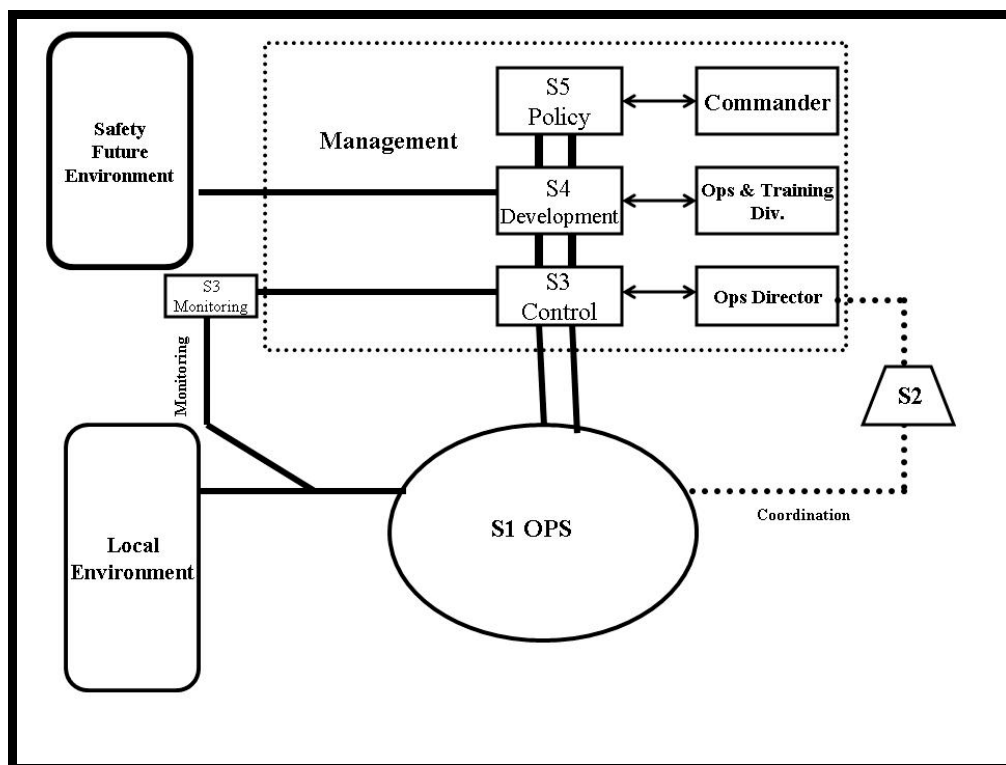 S5
Policy
Commander
Safety
Future
Environment
Management
S4
Development
Ops & Training
Div.
S3
Monitoring
S3
Control
Ops Director
Monitoring
S2
Local
Environment
S1 OPS
Coordination